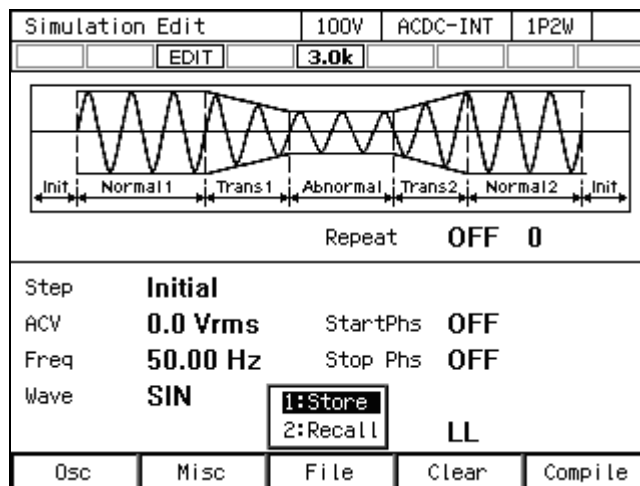 Simulation Edit 100V ACDC-INT 1P2W
EDIT 3.0k
Init Normal1 Trans1 Abnormal Trans2 Normal2 Init
Repeat OFF 0
Step Initial
ACV 0.0 Vrms StartPhs OFF
Freq 50.00 Hz Stop Phs OFF
Wave SIN
1:Store
2:Recall LL
Osc Misc File Clear Compile